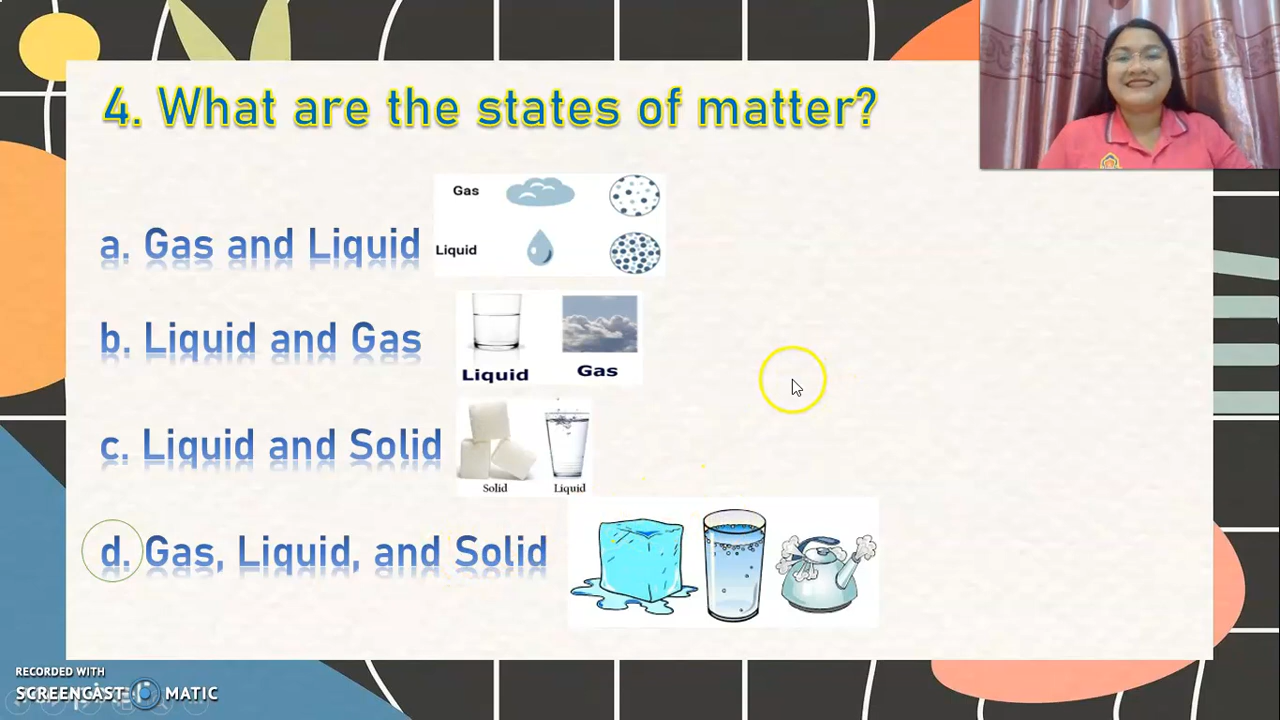 4. What are the states of matter?
Gas
a. Gas and Liquid
Liquid
b. Liquid and Gas
Liquid
Gas
c. Liquid and Solid
Solid
Liquid
d. Gas, Liquid, and Solid
RECORDED WITH
SCREENCAST MATIC